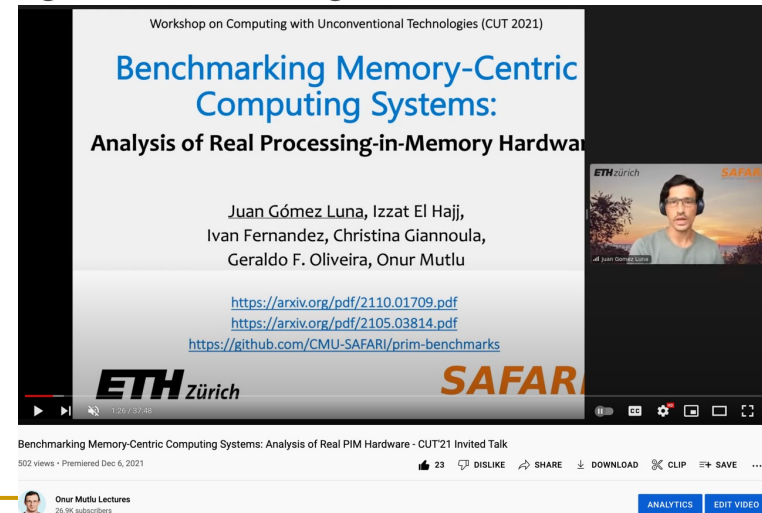 Workshop on Computing with Unconventional Technologies (CUT 2021)
Benchmarking Memory-Centric
Computing Systems:
Analysis of Real Processing-in-Memory Hardwar
Juan Gómez Luna, Izzat El Hajj,
Ivan Fernandez, Christina Giannoula,
Geraldo F. Oliveira, Onur Mutlu
https://arxiv.org/pdf/2110.01709.pdf
https://arxiv.org/pdf/2105.03814.pdf
https://github.com/CMU-SAFARI/prim-benchmarks
ETH Zürich
SAFARI
ETH zürich
SAFARI
Juan Gomez Luna
1:26 / 37:48
CC
Benchmarking Memory-Centric Computing Systems: Analysis of Real PIM Hardware - CUT'21 Invited Talk
502 views • Premiered Dec 6, 2021
23 DISLIKE SHARE DOWNLOAD CLIP SAVE ...
Onur Mutlu Lectures
26.9K subscribers
ANALYTICS
EDIT VIDEO